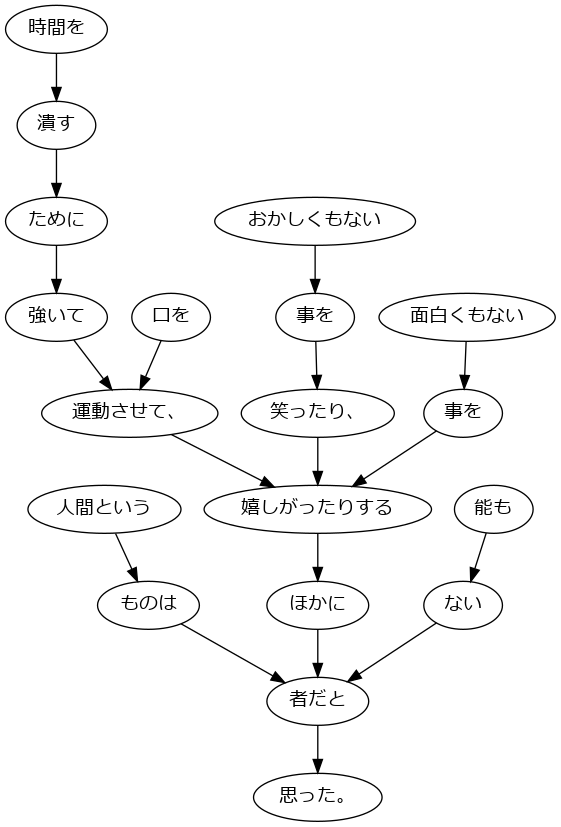 時間を
潰す
ために
おかしくもない
強いて
口を
事を
面白くもない
運動させて、
笑ったり、
事を
人間という
嬉しがったりする
能も
ものは
ほかに
ない
者だと
思った。